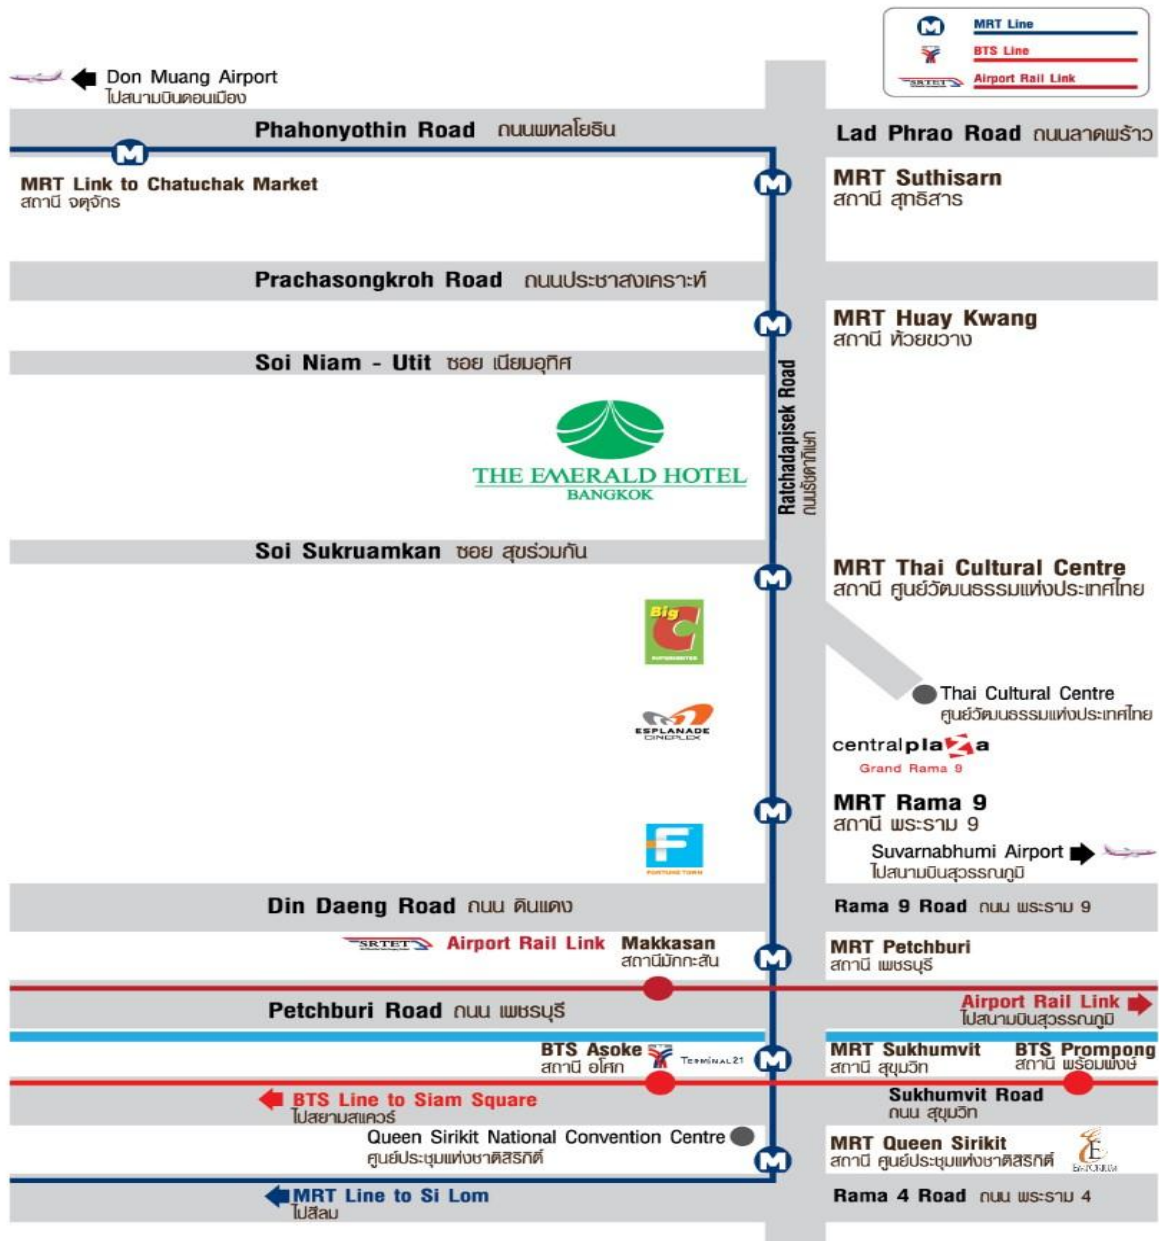 MRT Line
BTS Line
SRTET Airport Rail Link
Don Muang Airport
ไปสนามบินดอนเมือง
Phahonyothin Road ถนนพหลโยธิน
Lad Phrao Road ถนนลาดพร้าว
M
MRT Link to Chatuchak Market
สถานี จตุจักร
M
MRT Suthisarn
สถานี สุทธิสาร
Prachasongkroh Road ถนนประชาสงเคราะห์
M
MRT Huay Kwang
สถานี ห้วยขวาง
Soi Niam - Utit ซอย เนียมอุทิศ
Ratchadapisek Road
ถนนรัชดาภิเษก
THE EMERALD HOTEL
BANGKOK
Soi Sukruamkan ซอย สุขร่วมกัน
M
MRT Thai Cultural Centre
สถานี ศูนย์วัฒนธรรมแห่งประเทศไทย
Big
C
SUPERCENTER
Thai Cultural Centre
ศูนย์วัฒนธรรมแห่งประเทศไทย
ESPLANADE
CINEPLEX
centralplaza
Grand Rama 9
M
MRT Rama 9
สถานี พระราม 9
F
FORTUNE TOWN
Suvarnabhumi Airport
ไปสนามบินสุวรรณภูมิ
Din Daeng Road ถนน ดินแดง
Rama 9 Road ถนน พระราม 9
SRTET Airport Rail Link Makkasan
สถานีมักกะสัน
M
MRT Petchburi
สถานี เพชรบุรี
Petchburi Road ถนน เพชรบุรี
Airport Rail Link
ไปสนามบินสุวรรณภูมิ
BTS Asoke
สถานี อโศก
TERMINAL 21
M
MRT Sukhumvit
สถานี สุขุมวิท
BTS Prompong
สถานี พร้อมพงษ์
BTS Line to Siam Square
ไปสยามสแควร์
Sukhumvit Road
ถนน สุขุมวิท
Queen Sirikit National Convention Centre
ศูนย์ประชุมแห่งชาติสิริกิติ์
M
MRT Queen Sirikit
สถานี ศูนย์ประชุมแห่งชาติสิริกิติ์
E
EMPORIUM
MRT Line to Si Lom
ไปสีลม
Rama 4 Road ถนน พระราม 4